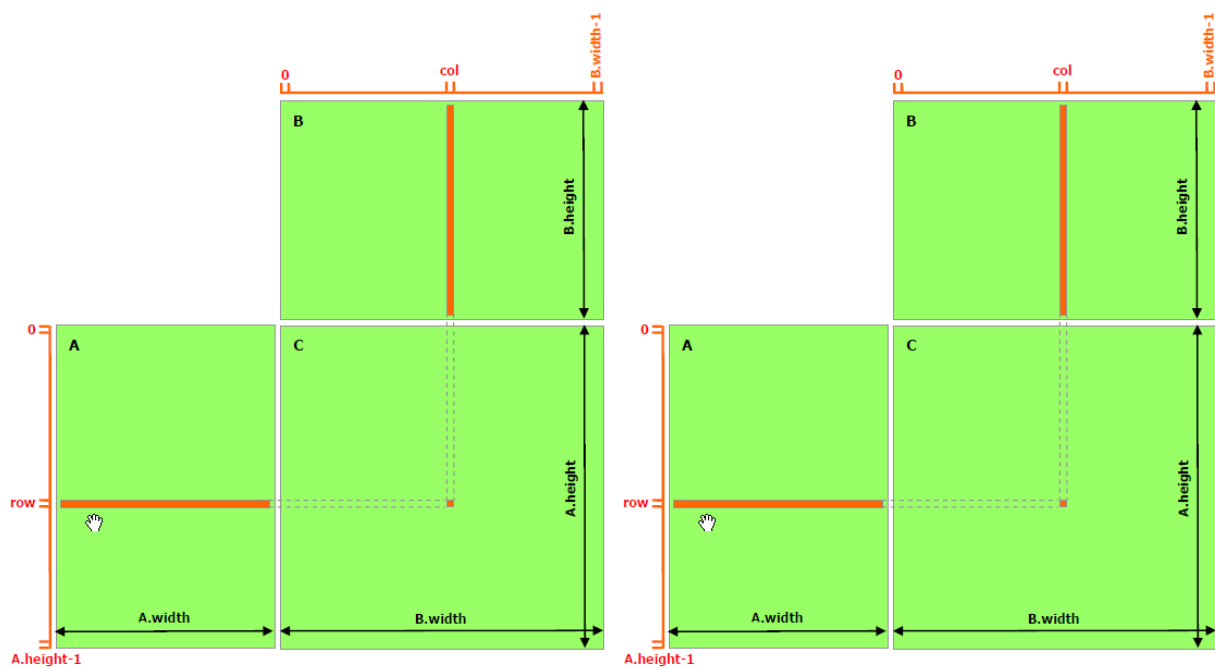 B.width-1
B.width-1
0
col
0
col
B
B
B.height
B.height
0
A
C
0
A
C
A.height
A.height
row
row
A.width
B.width
A.width
B.width
A.height-1
A.height-1